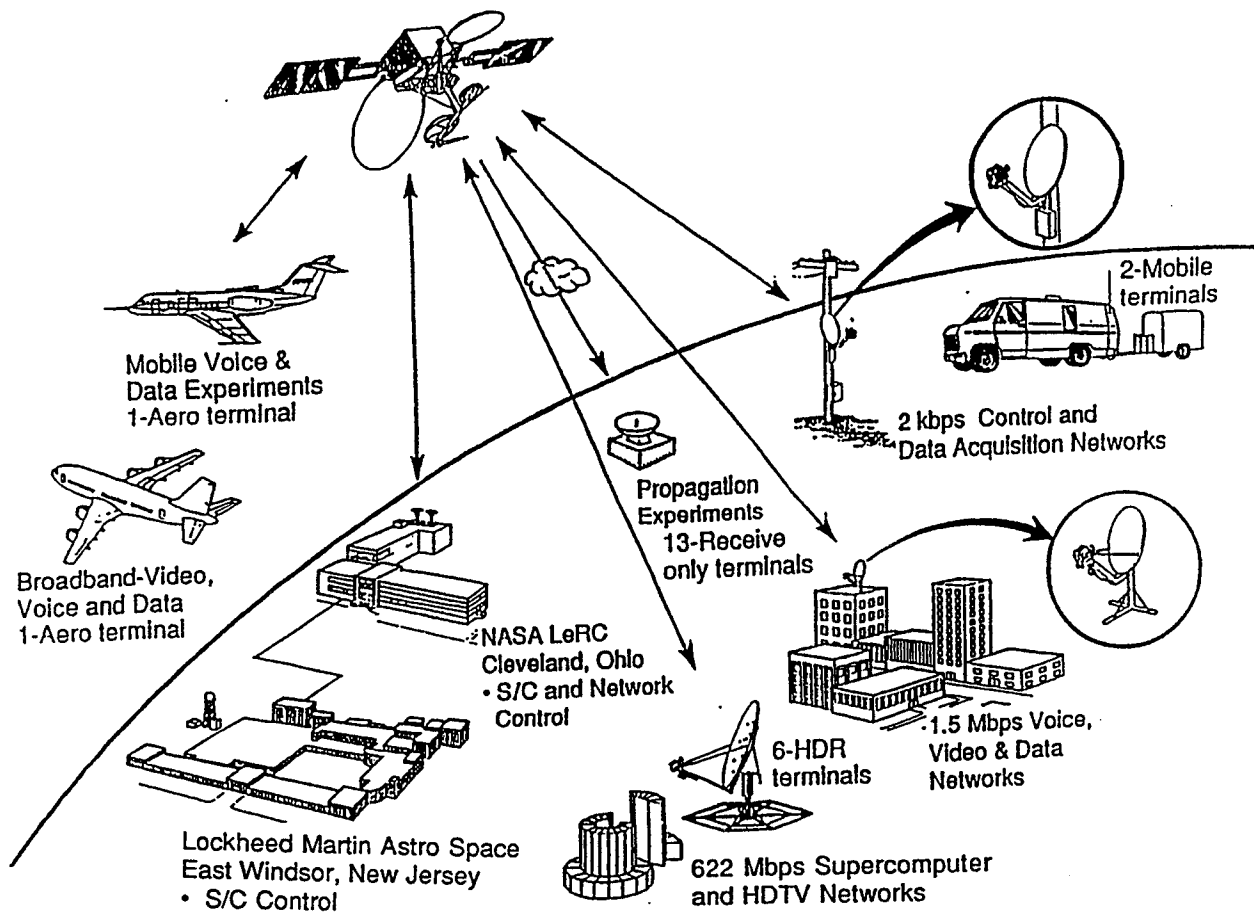 2-Mobile
terminals
Mobile Voice &
Data Experiments
1-Aero terminal
2 kbps Control and
Data Acquisition Networks
Propagation
Experiments
13-Receive
only terminals
Broadband-Video,
Voice and Data
1-Aero terminal
NASA LeRC
Cleveland, Ohio
• S/C and Network
Control
1.5 Mbps Voice,
Video & Data
Networks
6-HDR
terminals
Lockheed Martin Astro Space
East Windsor, New Jersey
• S/C Control
622 Mbps Supercomputer
and HDTV Networks